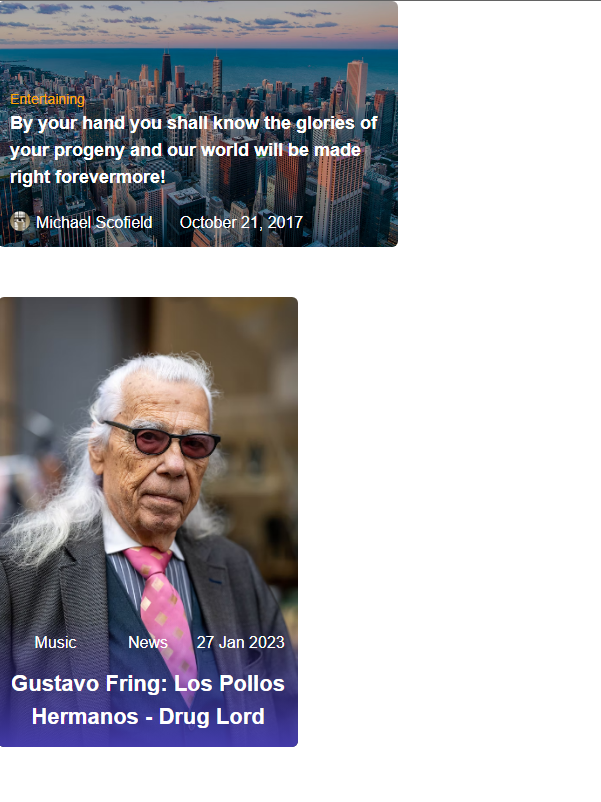 Entertaining
By your hand you shall know the glories of
your progeny and our world will be made
right forevermore!
Michael Scofield October 21, 2017
Music News 27 Jan 2023
Gustavo Fring: Los Pollos
Hermanos - Drug Lord